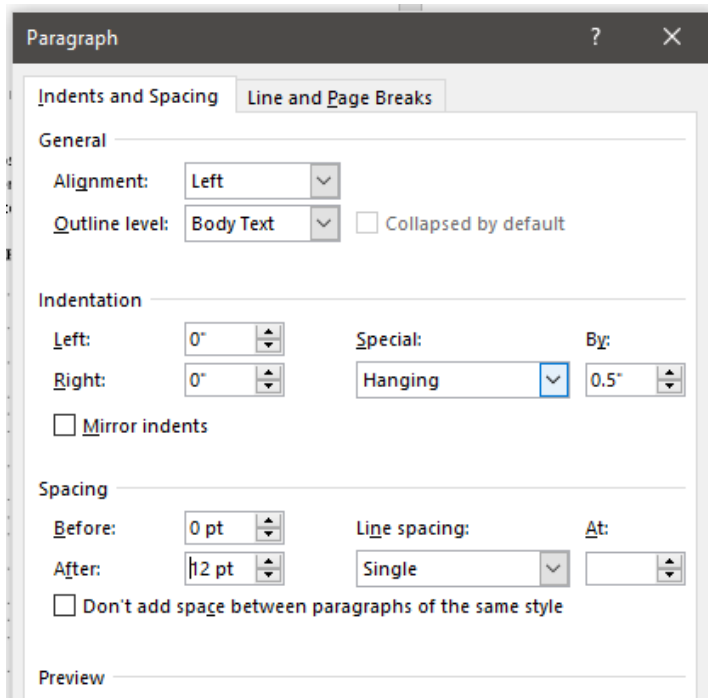 Paragraph ?
Indents and Spacing Line and Page Breaks
General
Alignment: Left
Outline level: Body Text Collapsed by default
Indentation
Left: 0" Special: By:
Right: 0" Hanging 0.5"
Mirror indents
Spacing
Before: 0 pt Line spacing: At:
After: 12 pt Single
Don't add space between paragraphs of the same style
Preview